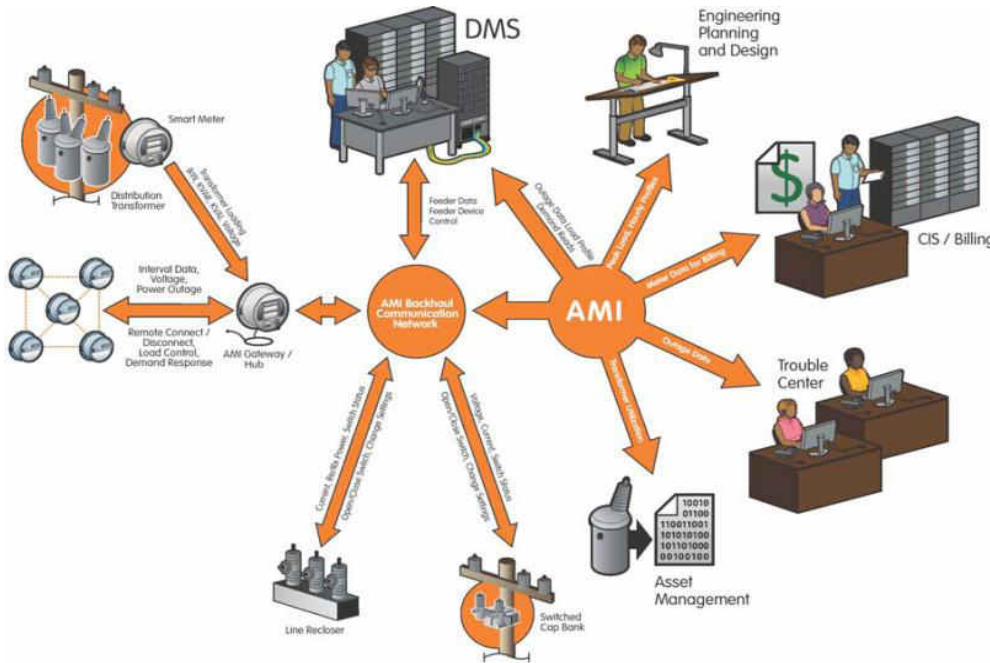 DMS
Engineering
Planning
and Design
Smart Meter
Distribution
Transformer
Transformer Loading
KW, KVAR, Voltage
Feeder Data
Feeder Device
Control
Outage Data Load Profile
Demand Reads
Peak Load, Hourly Profiles
$
CIS / Billing
Meter Data for Billing
Interval Data,
Voltage,
Power Outage
Remote Connect /
Disconnect,
Load Control,
Demand Response
AMI Gateway /
Hub
AMI Backhaul
Communication
Network
AMI
Outage Data
Trouble
Center
Transformer Utilization
Current, Power, Switch Status
Open/Close Switch, Change Settings
Voltage, Current, Switch Status
Open/Close Switch, Change Settings
10010
01100
110011001
101010100
101101000
00100100
Asset
Management
Line Recloser
Switched
Cap Bank